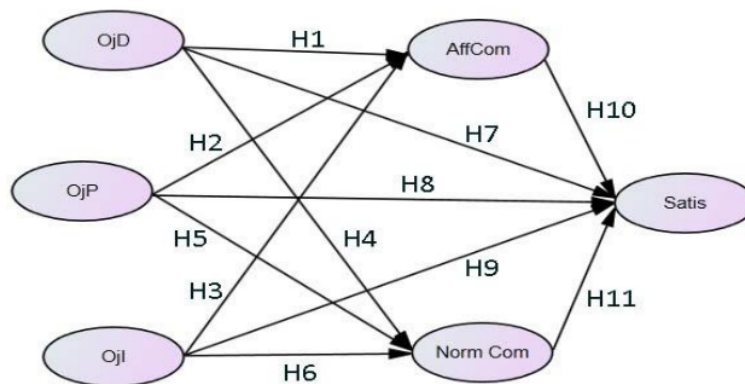 OjD
H1
AffCom
H2
H7
H10
OjP
H8
Satis
H5
H4
H9
H3
H11
OjI
H6
Norm Com